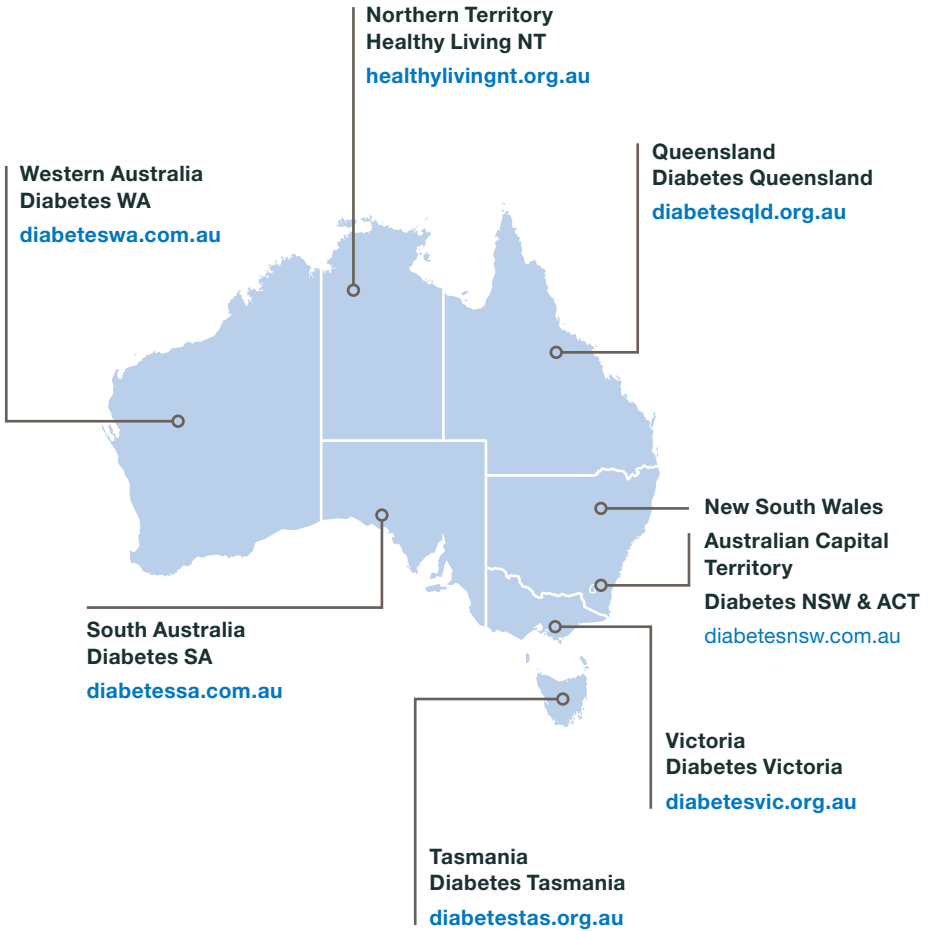 Northern Territory
Healthy Living NT
healthylivingnt.org.au
Queensland
Diabetes Queensland
diabetesqld.org.au
Western Australia
Diabetes WA
diabeteswa.com.au
New South Wales
Australian Capital
Territory
Diabetes NSW & ACT
diabetesnsw.com.au
South Australia
Diabetes SA
diabetessa.com.au
Victoria
Diabetes Victoria
diabetesvic.org.au
Tasmania
Diabetes Tasmania
diabetestas.org.au